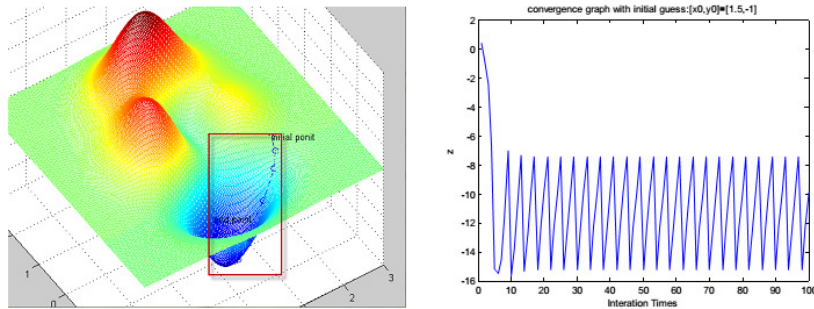 initial ponit
end point
1
0
2
3
convergence graph with initial guess:[x0,y0]=[1.5,-1]
2
0
-2
-4
-6
-8
-10
-12
-14
-16
z
0 10 20 30 40 50 60 70 80 90 100
Interation Times